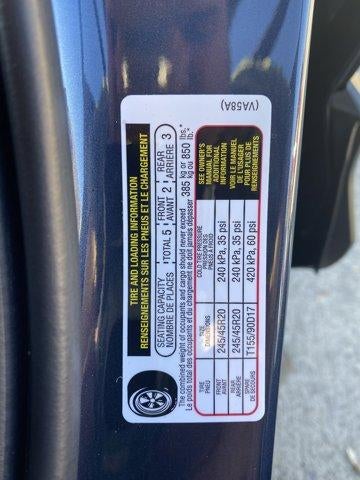 TIRE AND LOADING INFORMATION
RENSEIGNEMENTS SUR LES PNEUS ET LE CHARGEMENT
SEATING CAPACITY
NOMBRE DE PLACES
TOTAL 5
FRONT
AVANT 2
REAR
ARRIÈRE 3
The combined weight of occupants and cargo should never exceed 385 kg or 850 lbs.
Le poids total des occupants et du chargement ne doit jamais dépasser 385 kg ou 850 lb.
TIRE
PNEU
DIMENSIONS
COLD TIRE PRESSURE
PRESSION DES
SEE OWNER'S
MANUAL FOR
ADDITIONAL
INFORMATION
FRONT
AVANT
245/45R20
240 kPa, 35 psi
REAR
ARRIÈRE
245/45R20
240 kPa, 35 psi
VOIR LE MANUEL
DE L'USAGER
POUR PLUS DE
RENSEIGNEMENTS
SPARE
DE SECOURS
T155/90D17
420 kPa, 60 psi
(VA58A)